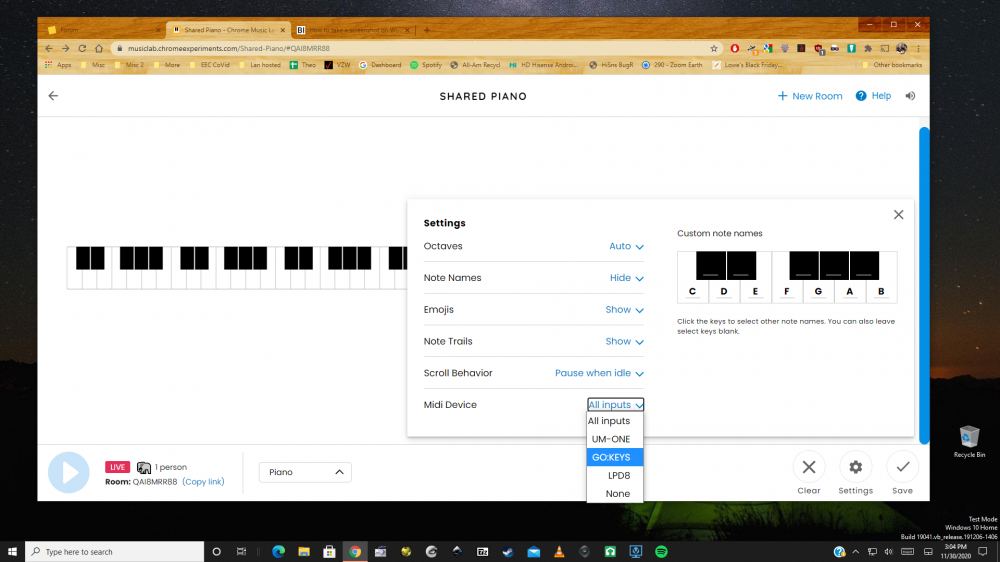 Shared Piano - Chrome Music L
BI
How to take a screenshot on W
musiclab.chromeexperiments.com/Shared-Piano/#QAI8MRR88
Apps
Misc
Misc 2
More
EEC CoVid
Lan hosted
Theo
VZW
Dashboard
Spotify
All-Am Recycl
HD Hisense Androi...
HiSns BugR
290 - Zoom Earth
Lowe's Black Friday...
Other bookmarks
SHARED PIANO
New Room
Help
Settings
Octaves
Auto
Note Names
Hide
Emojis
Show
Note Trails
Show
Scroll Behavior
Pause when idle
Midi Device
All inputs
All inputs
UM-ONE
GO:KEYS
LPD8
None
Custom note names
C D E F G A B
Click the keys to select other note names. You can also leave
select keys blank.
LIVE
1 person
Room: QAI8MRR88 (Copy link)
Piano
Clear
Settings
Save
Recycle Bin
Test Mode
Windows 10 Home
Build 19041.vb_release.191206-1406
Type here to search
3:04 PM
11/30/2020